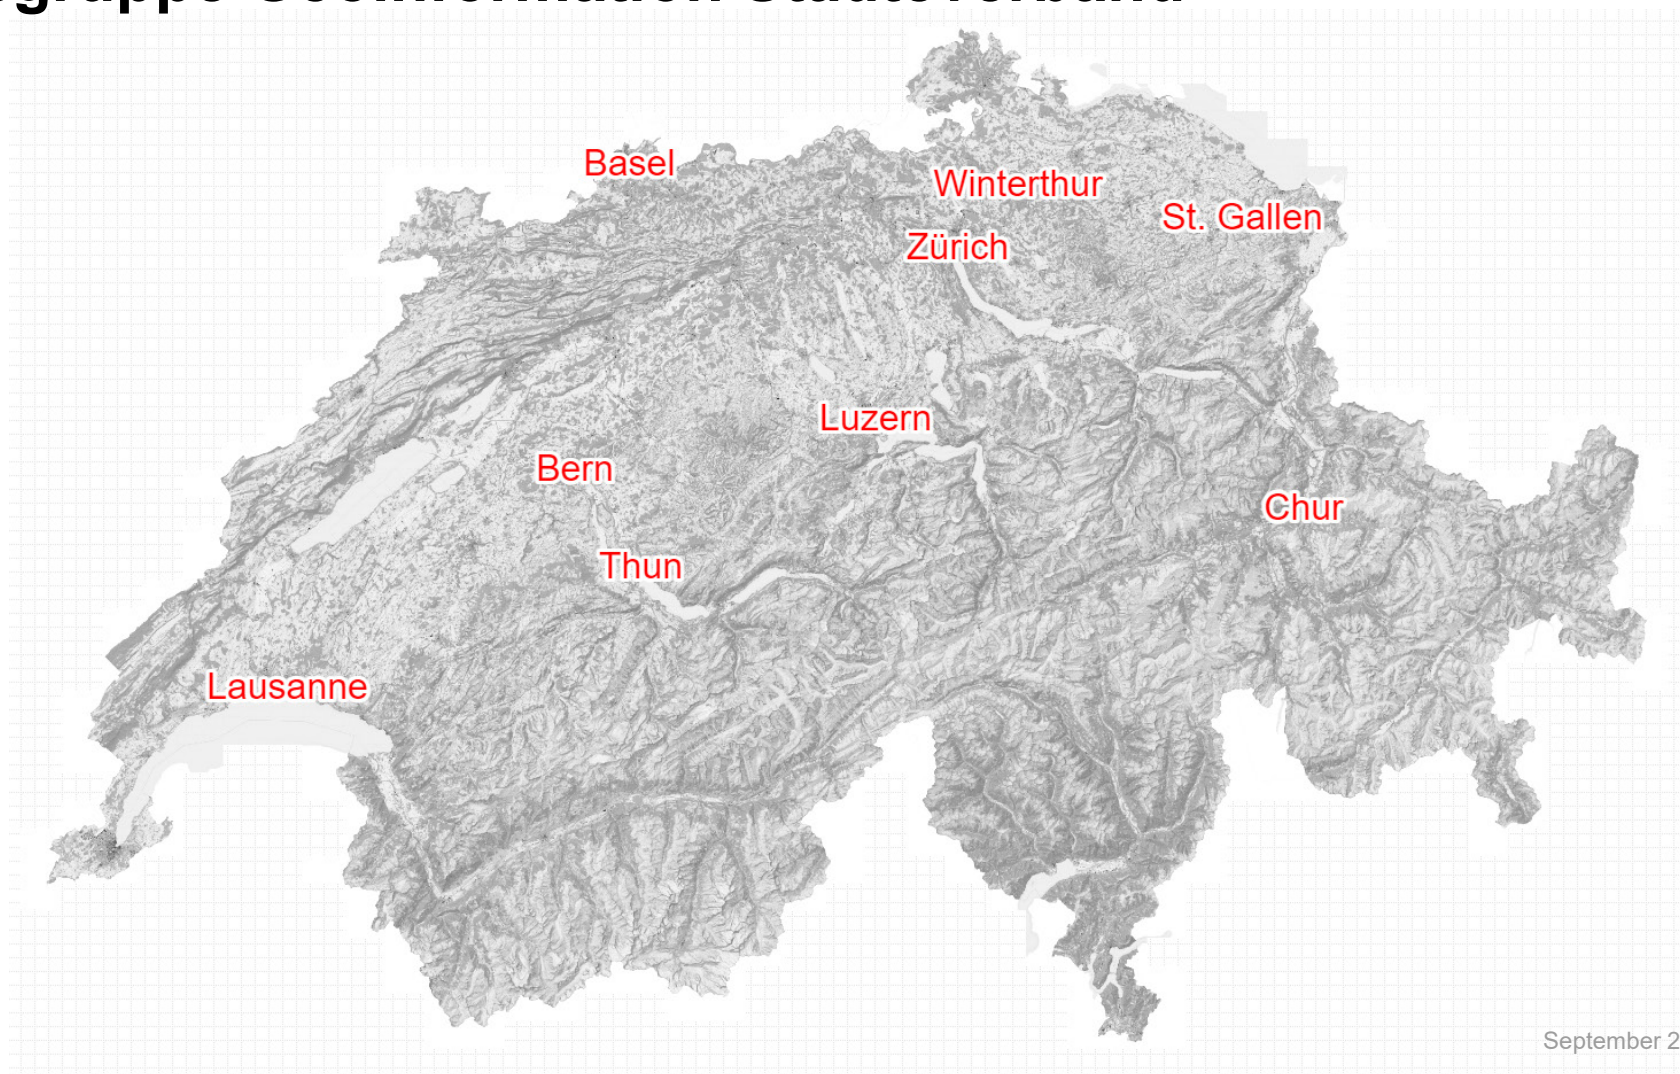 Basel
Winterthur
St. Gallen
Zürich
Luzern
Bern
Chur
Thun
Lausanne
September 2